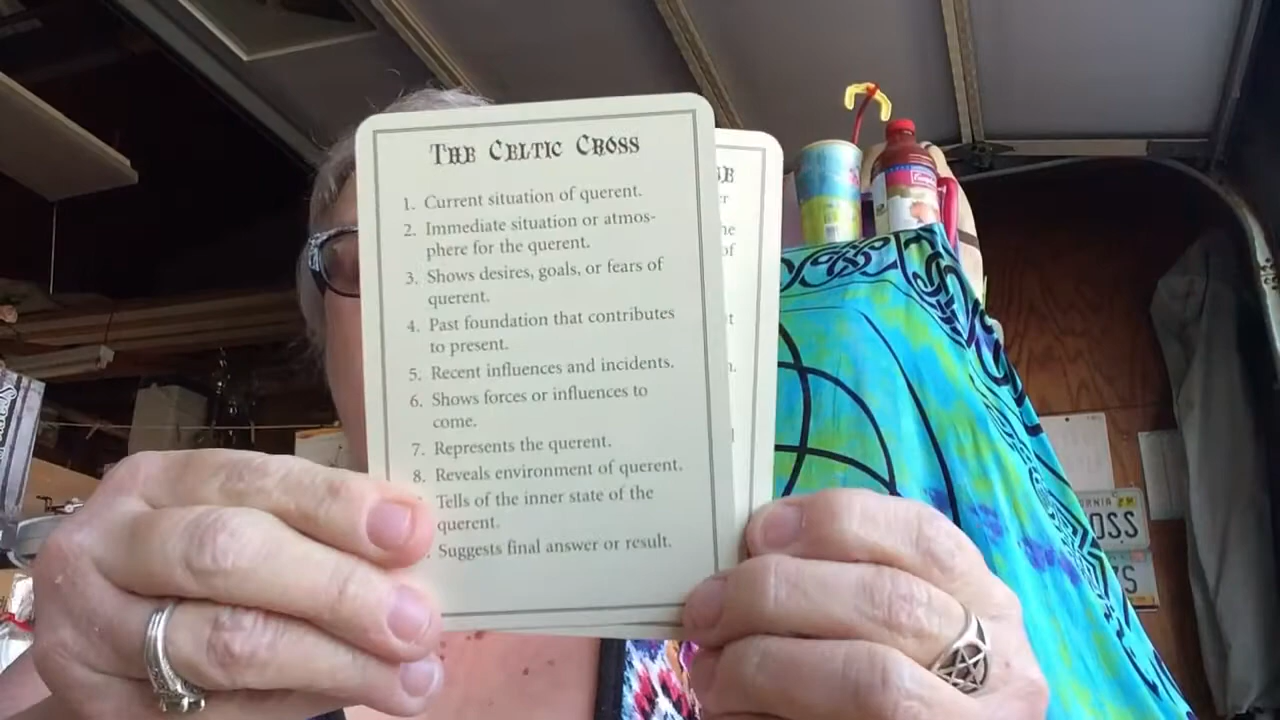 THE CELTIC CROSS
1. Current situation of querent.
2. Immediate situation or atmos-
phere for the querent.
3. Shows desires, goals, or fears of
querent.
4. Past foundation that contributes
to present.
5. Recent influences and incidents.
6. Shows forces or influences to
come.
7. Represents the querent.
8. Reveals environment of querent.
Tells of the inner state of the
querent.
. Suggests final answer or result.
of
OSS